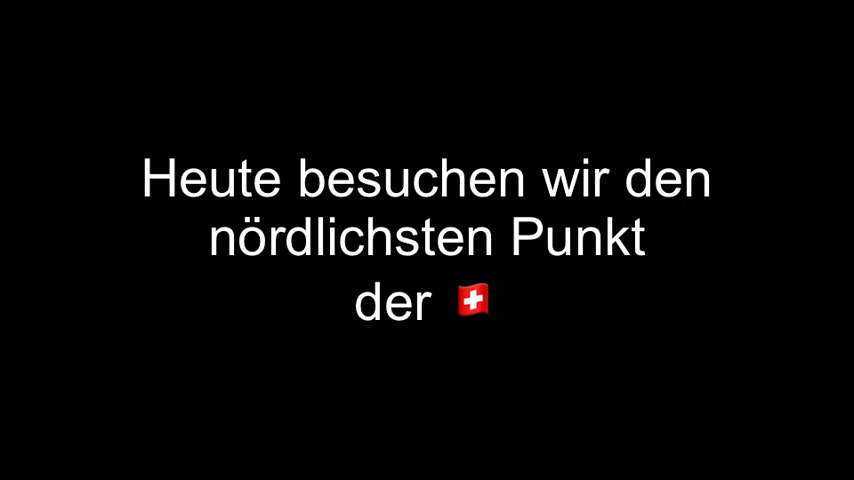 Heute besuchen wir den
nördlichsten Punkt
der 🇨🇭